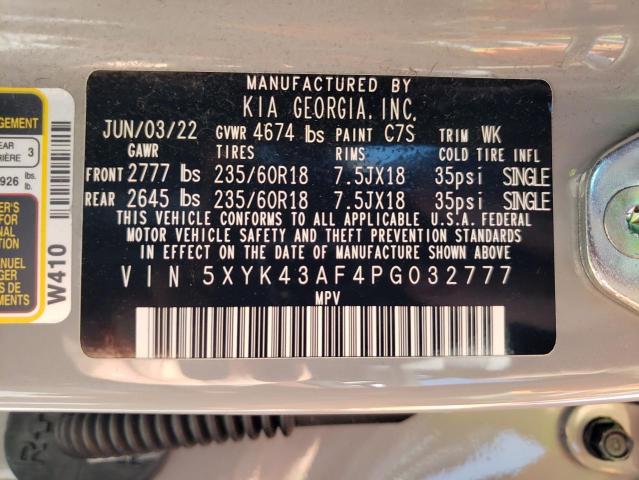 MANUFACTURED BY
KIA GEORGIA, INC.
JUN/03/22 GVWR 4674 lbs PAINT C7S TRIM WK
GAWR TIRES RIMS COLD TIRE INFL
FRONT 2777 lbs 235/60R18 7.5JX18 35psi SINGLE
REAR 2645 lbs 235/60R18 7.5JX18 35psi SINGLE
THIS VEHICLE CONFORMS TO ALL APPLICABLE U.S.A. FEDERAL
MOTOR VEHICLE SAFETY AND THEFT PREVENTION STANDARDS
IN EFFECT ON THE DATE OF MANUFACTURE SHOWN ABOVE
VIN 5XYK43AF4PG032777
MPV
3
926 lbs.
W410